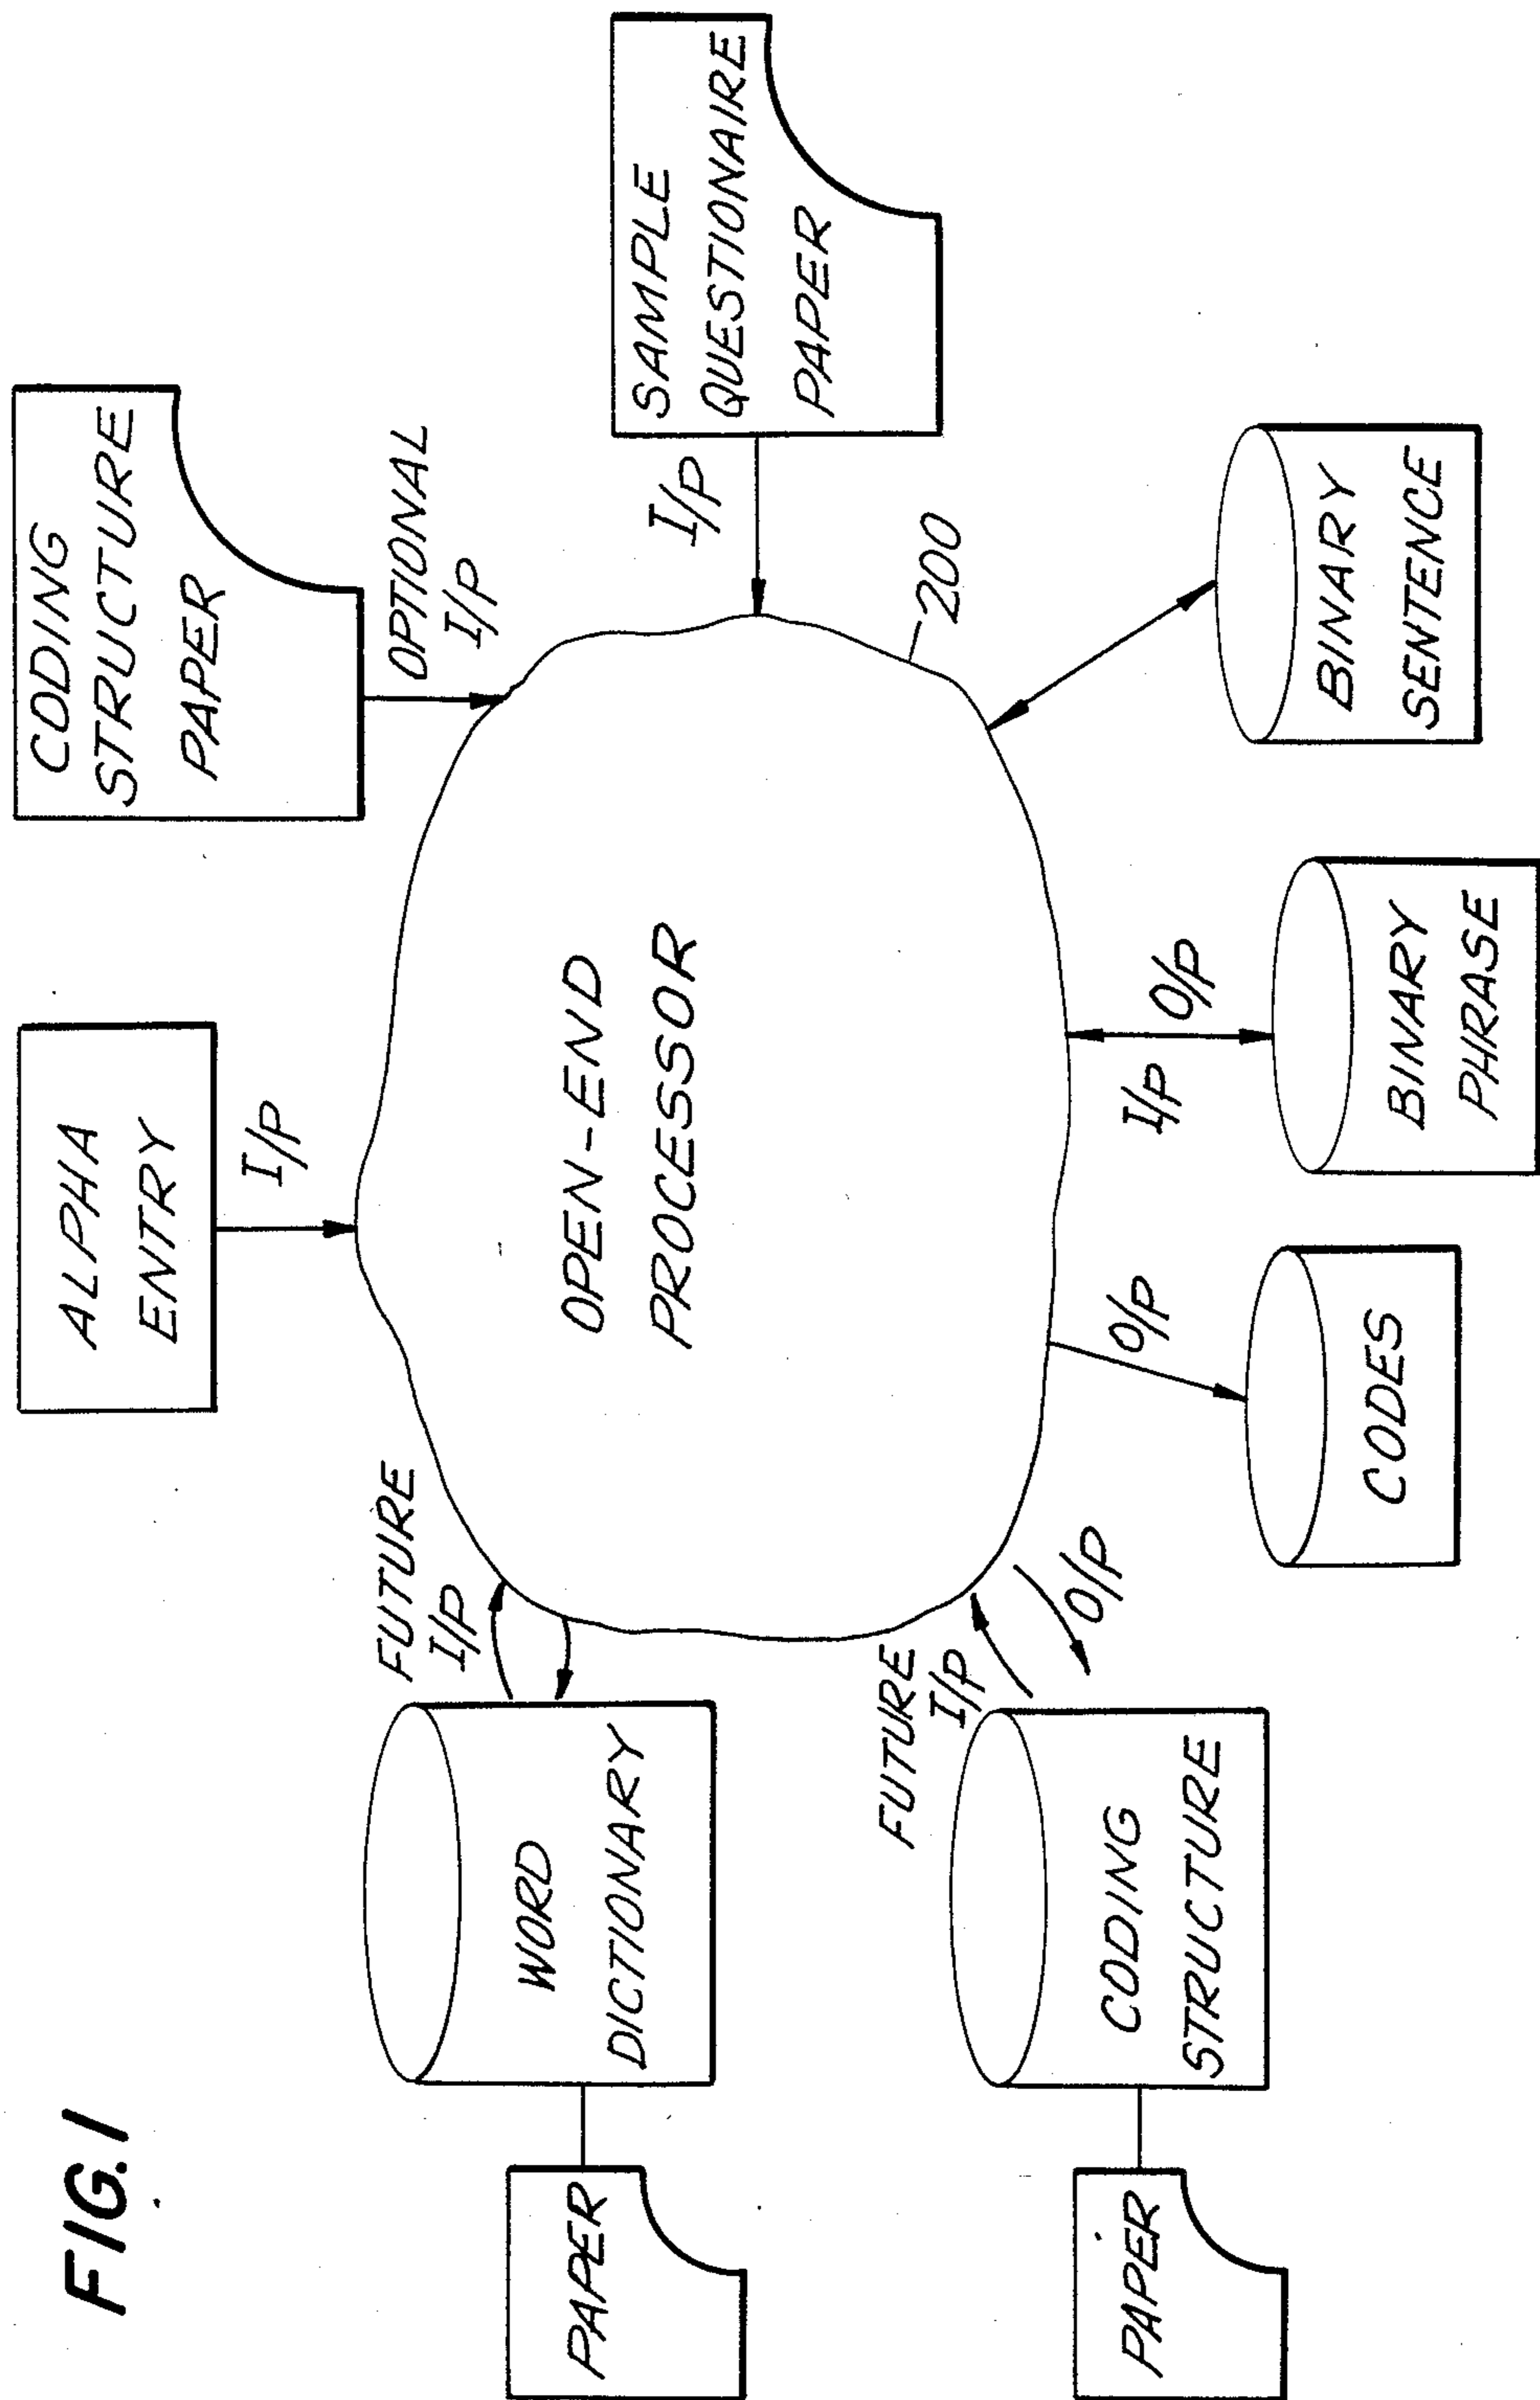 FIG.1
ALPHA
ENTRY
I/P
CODING
STRUCTURE
PAPER
OPTIONAL
I/P
SAMPLE
QUESTIONAIRE
PAPER
I/P
200
OPEN-END
PROCESSOR
FUTURE
I/P
WORD
DICTIONARY
PAPER
FUTURE
I/P
O/P
CODING
STRUCTURE
PAPER
O/P
CODES
I/P
O/P
BINARY
PHRASE
BINARY
SENTENCE